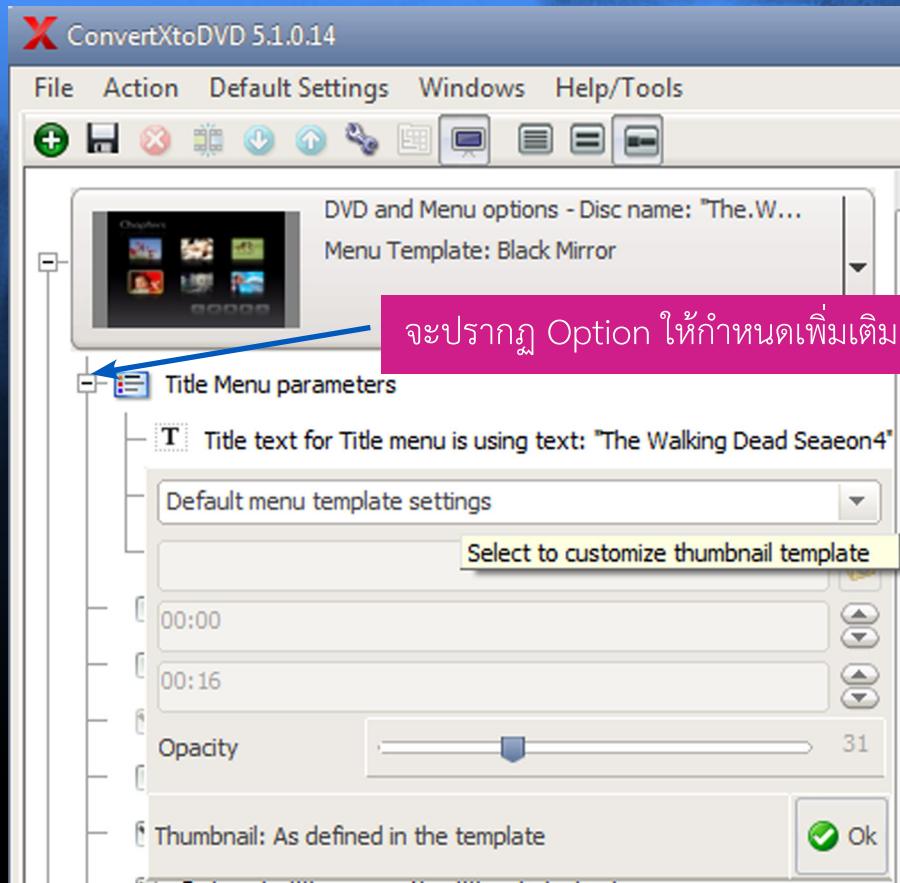 ConvertXtoDVD 5.1.0.14
File Action Default Settings Windows Help/Tools
DVD and Menu options - Disc name: "The.W...
Menu Template: Black Mirror
Chapters
จะปรากฏ Option ให้กำหนดเพิ่มเติม
Title Menu parameters
T Title text for Title menu is using text: "The Walking Dead Seaeon4"
Default menu template settings
Select to customize thumbnail template
00:00
00:16
Opacity 31
Thumbnail: As defined in the template Ok